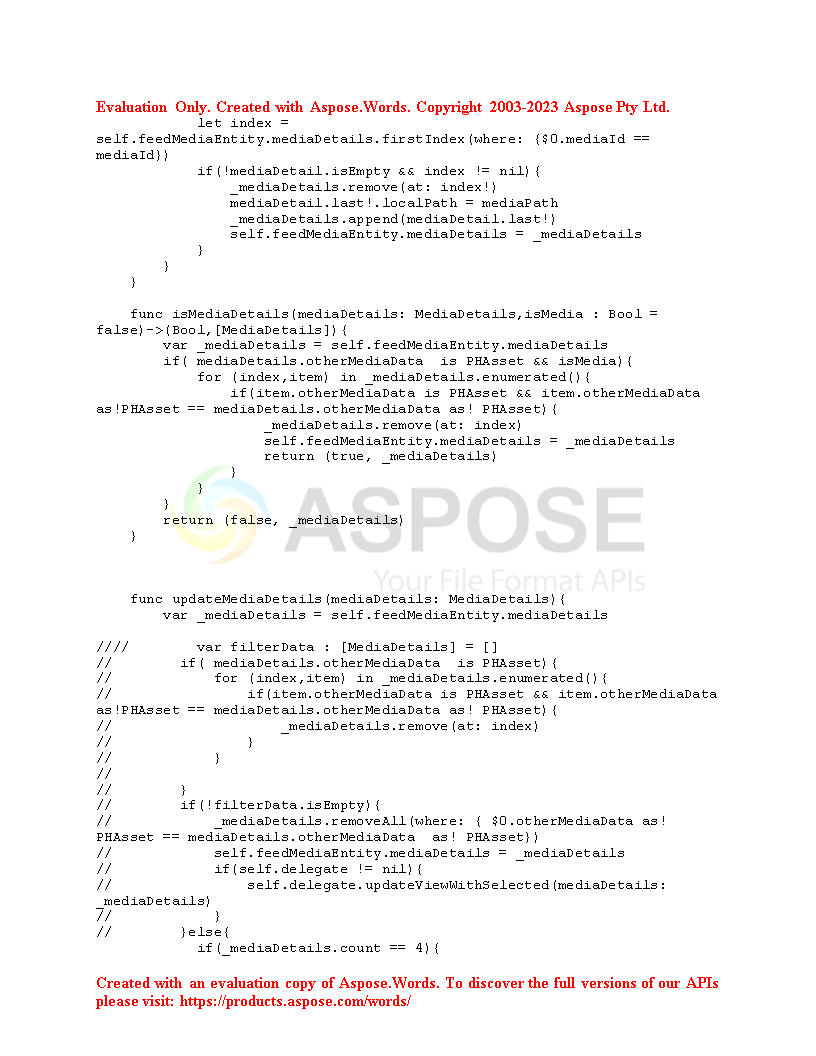 Evaluation Only. Created with Aspose.Words. Copyright 2003-2023 Aspose Pty Ltd.
            let index =
self.feedMediaEntity.mediaDetails.firstIndex(where: {$0.mediaId ==
mediaId})
            if(!mediaDetail.isEmpty && index != nil){
                _mediaDetails.remove(at: index!)
                mediaDetail.last!.localPath = mediaPath
                _mediaDetails.append(mediaDetail.last!)
                self.feedMediaEntity.mediaDetails = _mediaDetails
            }
        }
    }

    func isMediaDetails(mediaDetails: MediaDetails,isMedia : Bool =
false)->(Bool,[MediaDetails]){
        var _mediaDetails = self.feedMediaEntity.mediaDetails
        if( mediaDetails.otherMediaData  is PHAsset && isMedia){
            for (index,item) in _mediaDetails.enumerated(){
                if(item.otherMediaData is PHAsset && item.otherMediaData
as!PHAsset == mediaDetails.otherMediaData as! PHAsset){
                    _mediaDetails.remove(at: index)
                    self.feedMediaEntity.mediaDetails = _mediaDetails
                    return (true, _mediaDetails)
                }
            }
        }
        return (false, _mediaDetails)
    }
ASPOSE
Your File Format APIs

    func updateMediaDetails(mediaDetails: MediaDetails){
        var _mediaDetails = self.feedMediaEntity.mediaDetails

////        var filterData : [MediaDetails] = []
//        if( mediaDetails.otherMediaData  is PHAsset){
//            for (index,item) in _mediaDetails.enumerated(){
//                if(item.otherMediaData is PHAsset && item.otherMediaData
as!PHAsset == mediaDetails.otherMediaData as! PHAsset){
//                    _mediaDetails.remove(at: index)
//                }
//            }
//
//        }
//        if(!filterData.isEmpty){
//            _mediaDetails.removeAll(where: { $0.otherMediaData as!
PHAsset == mediaDetails.otherMediaData  as! PHAsset})
//            self.feedMediaEntity.mediaDetails = _mediaDetails
//            if(self.delegate != nil){
//                self.delegate.updateViewWithSelected(mediaDetails:
_mediaDetails)
//            }
//        }else{
            if(_mediaDetails.count == 4){

Created with an evaluation copy of Aspose.Words. To discover the full versions of our APIs
please visit: https://products.aspose.com/words/